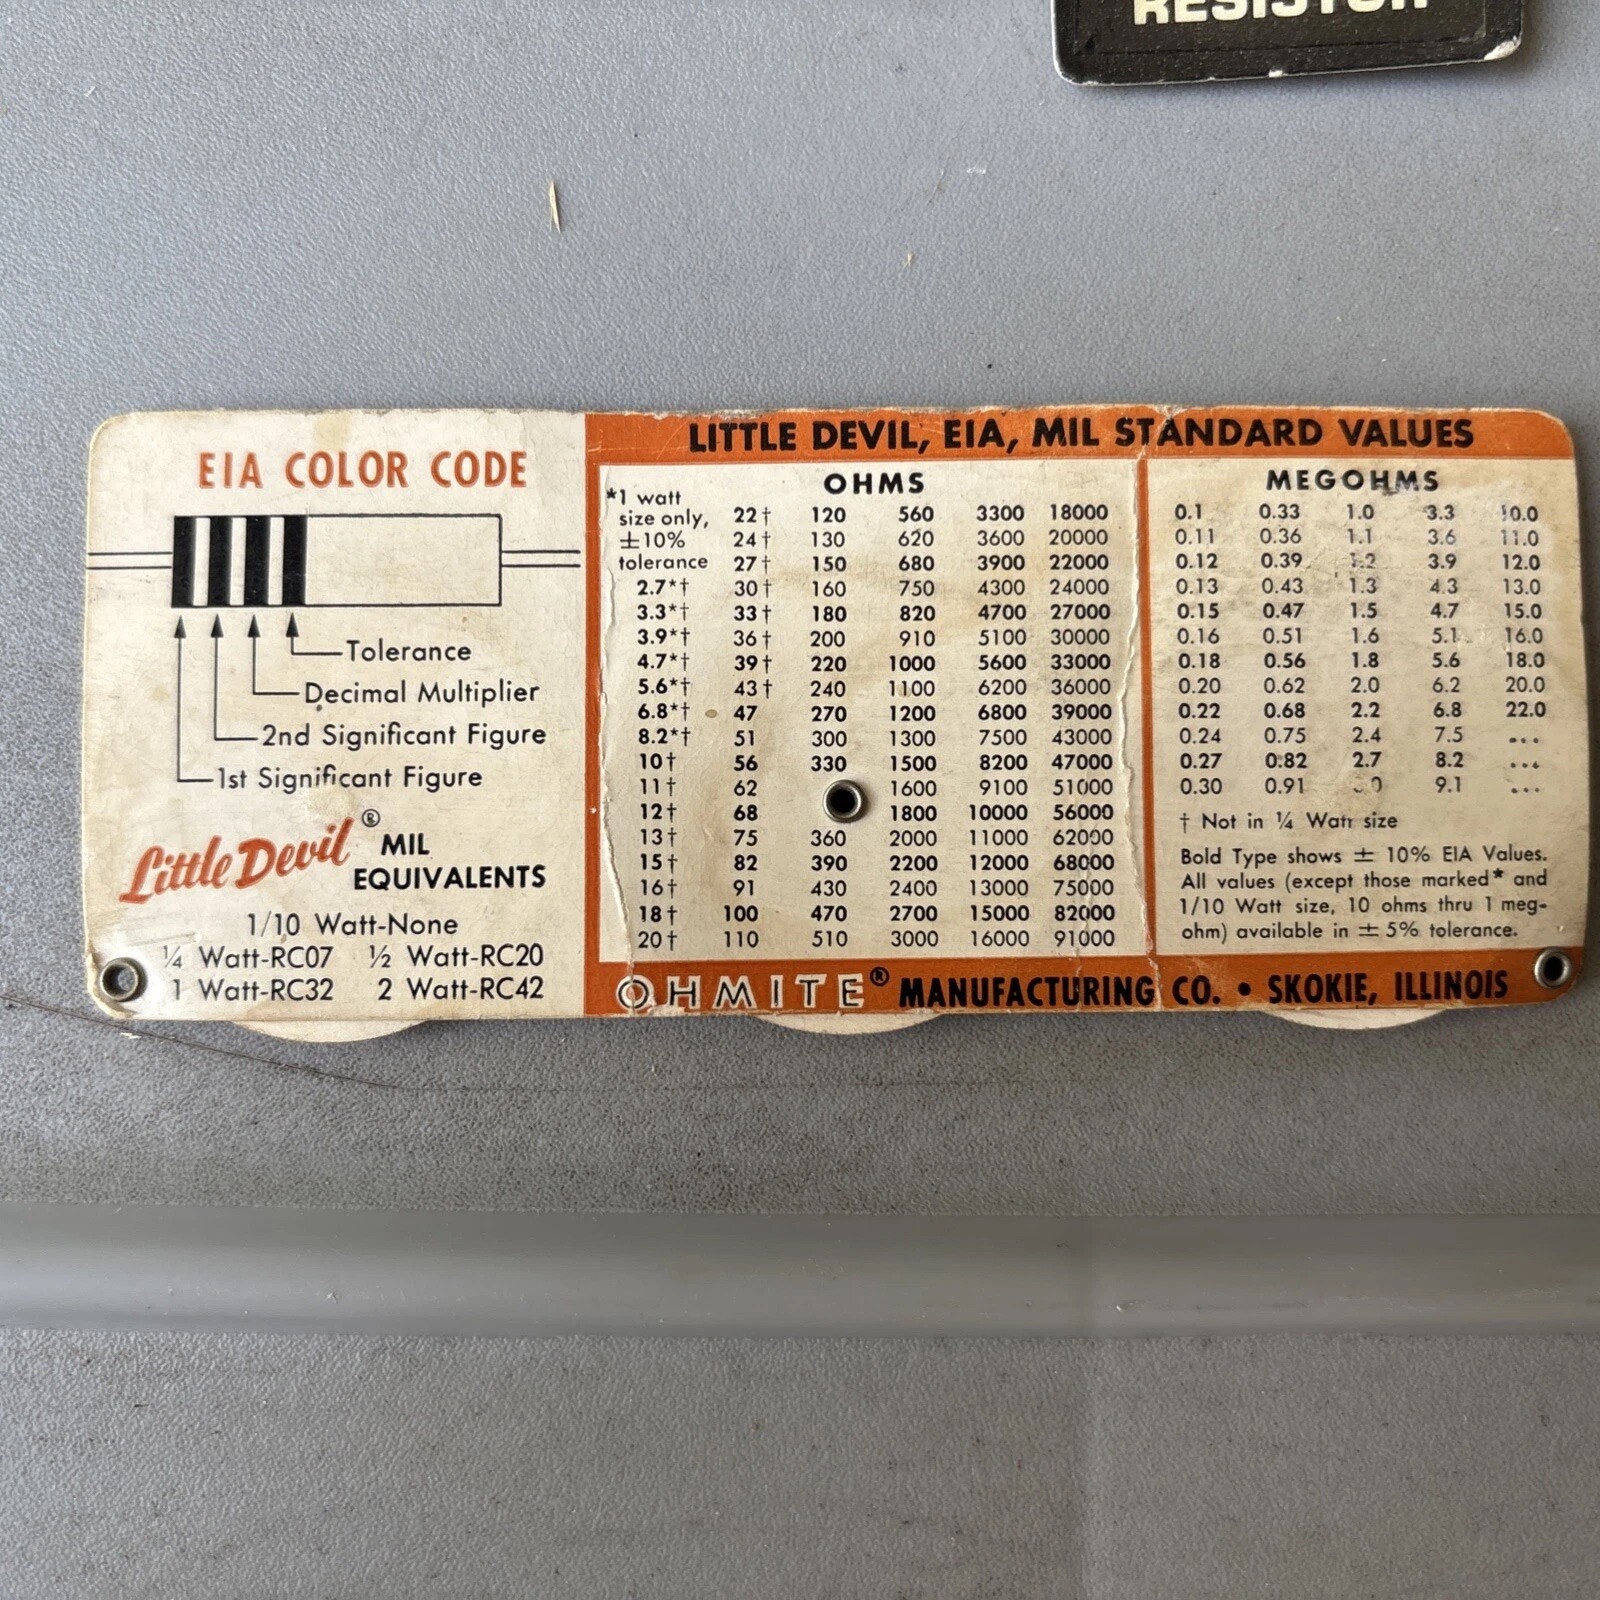 RESISTOR
EIA COLOR CODE
Tolerance
Decimal Multiplier
2nd Significant Figure
1st Significant Figure
Little Devil® MIL
EQUIVALENTS
1/10 Watt-None
¼ Watt-RC07 ½ Watt-RC20
1 Watt-RC32 2 Watt-RC42
LITTLE DEVIL, EIA, MIL STANDARD VALUES
OHMS
*1 watt
size only, 22† 120 560 3300 18000
±10% 24† 130 620 3600 20000
tolerance 27† 150 680 3900 22000
2.7*† 30† 160 750 4300 24000
3.3*† 33† 180 820 4700 27000
3.9*† 36† 200 910 5100 30000
4.7*† 39† 220 1000 5600 33000
5.6*† 43† 240 1100 6200 36000
6.8*† 47 270 1200 6800 39000
8.2*† 51 300 1300 7500 43000
10† 56 330 1500 8200 47000
11† 62 1600 9100 51000
12† 68 1800 10000 56000
13† 75 360 2000 11000 62000
15† 82 390 2200 12000 68000
16† 91 430 2400 13000 75000
18† 100 470 2700 15000 82000
20† 110 510 3000 16000 91000
MEGOHMS
0.1 0.33 1.0 3.3 10.0
0.11 0.36 1.1 3.6 11.0
0.12 0.39 1.2 3.9 12.0
0.13 0.43 1.3 4.3 13.0
0.15 0.47 1.5 4.7 15.0
0.16 0.51 1.6 5.1 16.0
0.18 0.56 1.8 5.6 18.0
0.20 0.62 2.0 6.2 20.0
0.22 0.68 2.2 6.8 22.0
0.24 0.75 2.4 7.5 ...
0.27 0.82 2.7 8.2 ...
0.30 0.91 9.1 ...
† Not in ¼ Watt size
Bold Type shows ± 10% EIA Values.
All values (except those marked* and
1/10 Watt size, 10 ohms thru 1 meg-
ohm) available in ± 5% tolerance.
OHMITE® MANUFACTURING CO. • SKOKIE, ILLINOIS